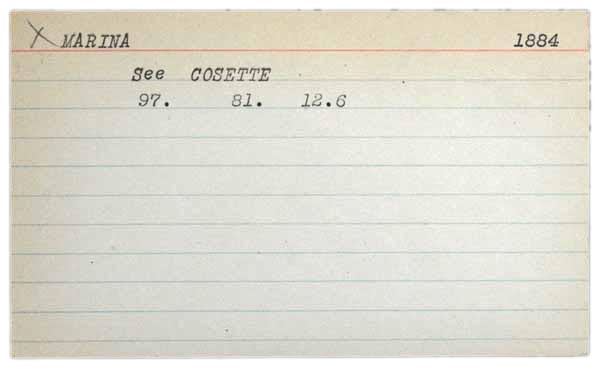 X MARINA 1884
See COSETTE
97. 81. 12.6